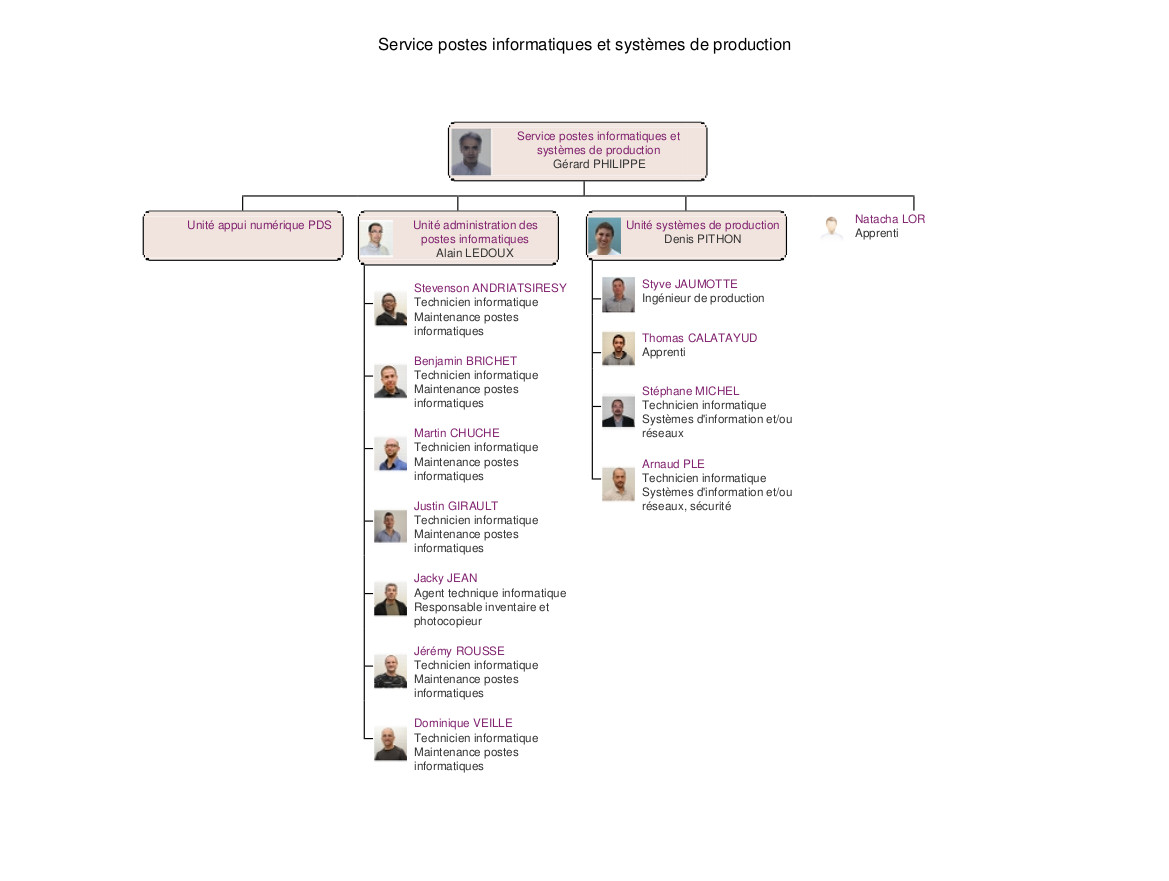 Service postes informatiques et systèmes de production
Service postes informatiques et
systèmes de production
Gérard PHILIPPE
Unité appui numérique PDS
Unité administration des
postes informatiques
Alain LEDOUX
Stevenson ANDRIATSIRESY
Technicien informatique
Maintenance postes
informatiques
Benjamin BRICHET
Technicien informatique
Maintenance postes
informatiques
Martin CHUCHE
Technicien informatique
Maintenance postes
informatiques
Justin GIRAULT
Technicien informatique
Maintenance postes
informatiques
Jacky JEAN
Agent technique informatique
Responsable inventaire et
photocopieur
Jérémy ROUSSE
Technicien informatique
Maintenance postes
informatiques
Dominique VEILLE
Technicien informatique
Maintenance postes
informatiques
Unité systèmes de production
Denis PITHON
Styve JAUMOTTE
Ingénieur de production
Thomas CALATAYUD
Apprenti
Stéphane MICHEL
Technicien informatique
Systèmes d'information et/ou
réseaux
Arnaud PLE
Technicien informatique
Systèmes d'information et/ou
réseaux, sécurité
Natacha LOR
Apprenti